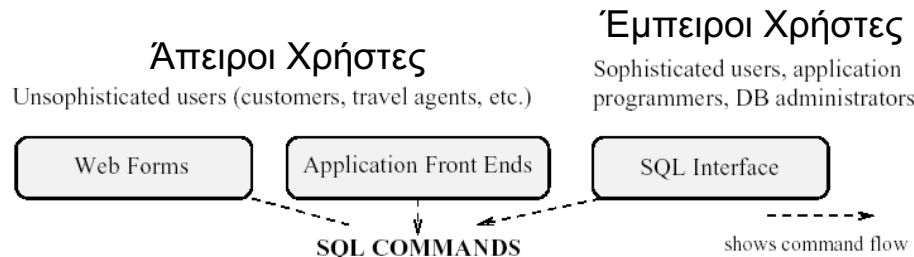 Άπειροι Χρήστες
Unsophisticated users (customers, travel agents, etc.)
Έμπειροι Χρήστες
Sophisticated users, application
programmers, DB administrators
Web Forms
Application Front Ends
SQL Interface
SQL COMMANDS
shows command flow